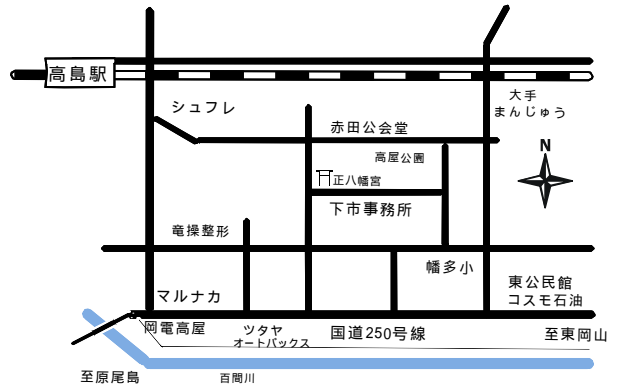 高島駅
大手
まんじゅう
シュフレ
赤田公会堂
高屋公園
N
正八幡宮
下市事務所
竜操整形
幡多小
東公民館
コスモ石油
マルナカ
岡電高屋
ツタヤ
オートバックス
国道250号線
至東岡山
至原尾島
百間川